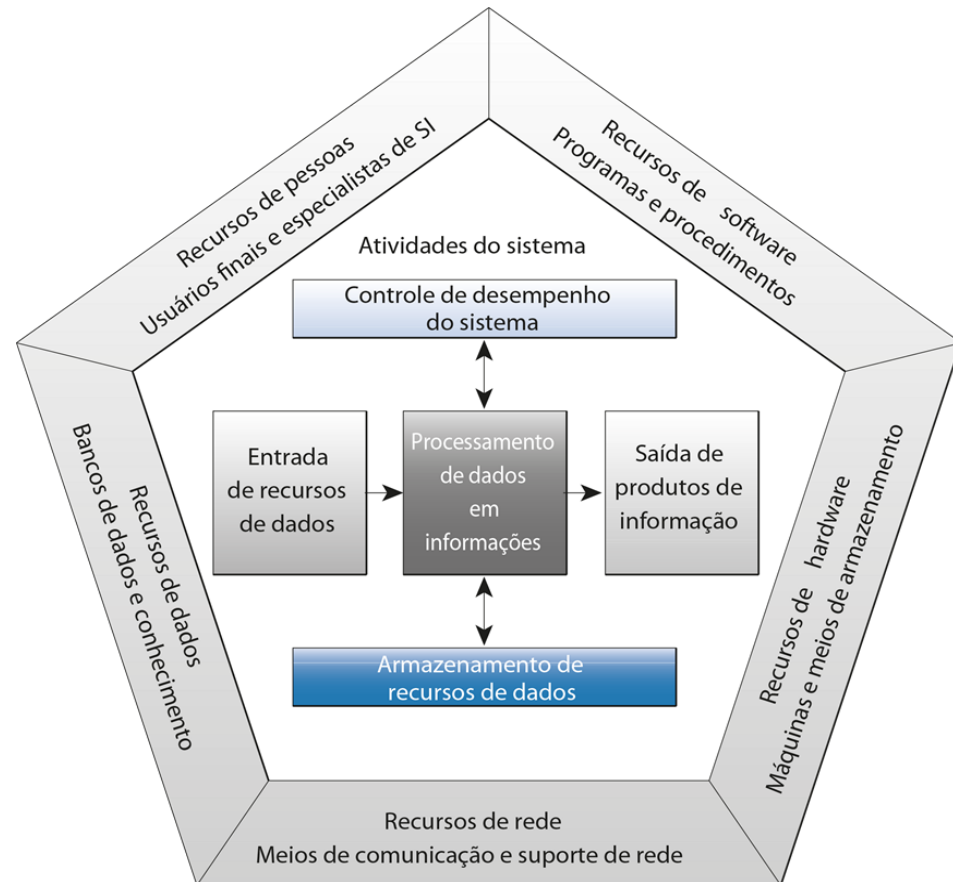 Recursos de pessoas
Usuários finais e especialistas de SI
Recursos de software
Programas e procedimentos
Atividades do sistema
Controle de desempenho
do sistema
Entrada
de recursos
de dados
Processamento
de dados
em
informações
Saída de
produtos de
informação
Armazenamento de
recursos de dados
Recursos de dados
Bancos de dados e conhecimento
Recursos de hardware
Máquinas e meios de armazenamento
Recursos de rede
Meios de comunicação e suporte de rede